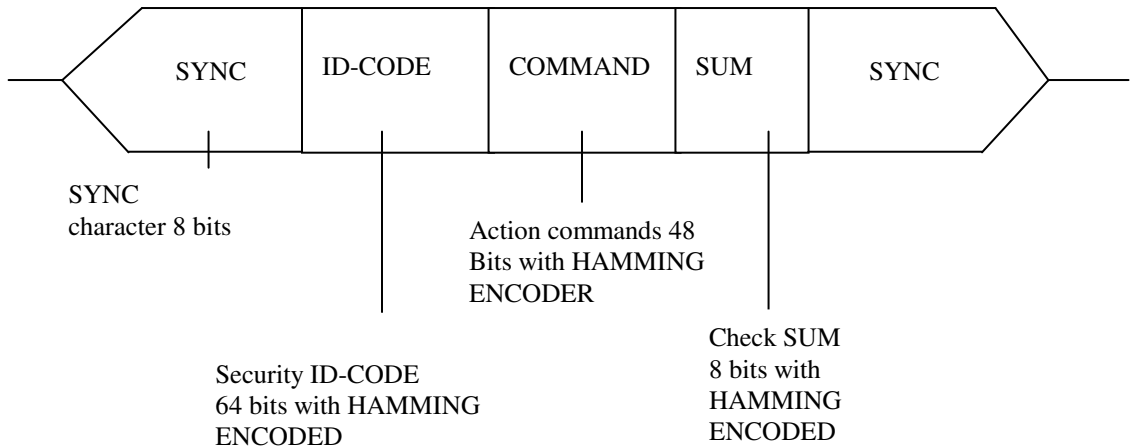 SYNC ID-CODE COMMAND SUM SYNC
SYNC
character 8 bits
Action commands 48
Bits with HAMMING
ENCODER
Check SUM
8 bits with
HAMMING
ENCODED
Security ID-CODE
64 bits with HAMMING
ENCODED